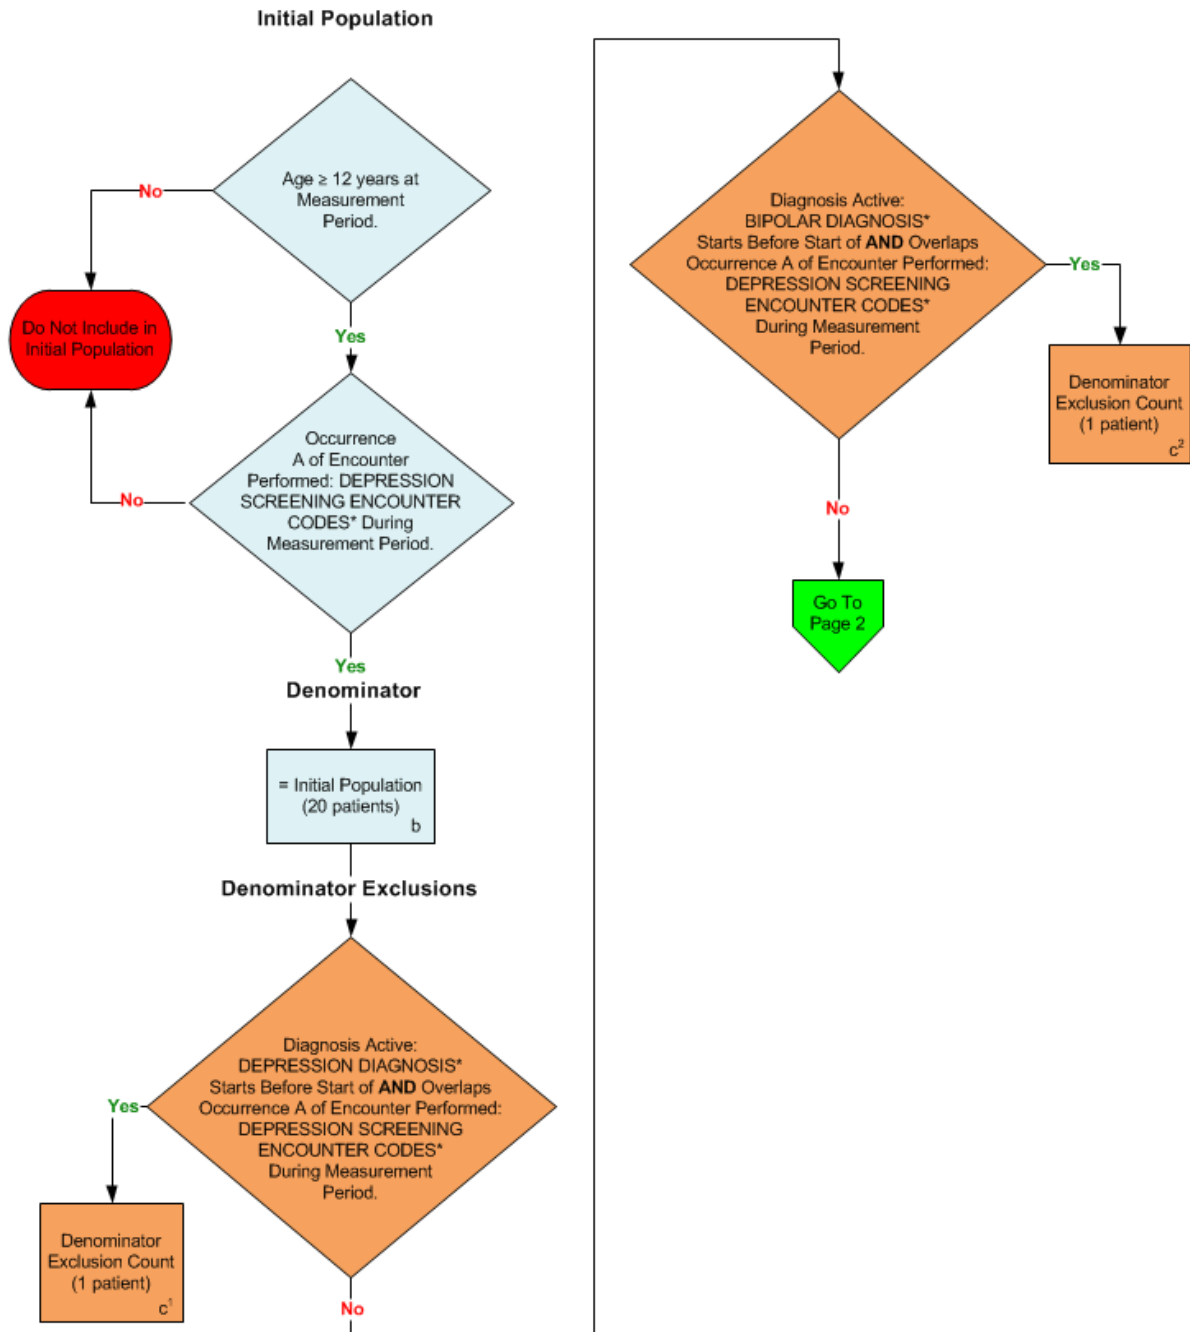 Initial Population
Age ≥ 12 years at
Measurement
Period.
No
Do Not Include in
Initial Population
Yes
Occurrence
A of Encounter
Performed: DEPRESSION
SCREENING ENCOUNTER
CODES* During
Measurement Period.
No
Yes
Denominator
= Initial Population
(20 patients)
b
Denominator Exclusions
Diagnosis Active:
DEPRESSION DIAGNOSIS*
Starts Before Start of AND Overlaps
Occurrence A of Encounter Performed:
DEPRESSION SCREENING
ENCOUNTER CODES*
During Measurement
Period.
Yes
Denominator
Exclusion Count
(1 patient)
c¹
No
Diagnosis Active:
BIPOLAR DIAGNOSIS*
Starts Before Start of AND Overlaps
Occurrence A of Encounter Performed:
DEPRESSION SCREENING
ENCOUNTER CODES*
During Measurement
Period.
Yes
Denominator
Exclusion Count
(1 patient)
c²
No
Go To
Page 2